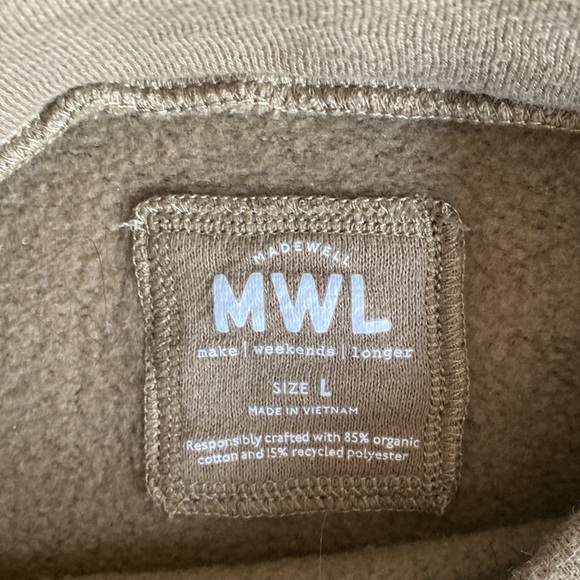 MADEWELL
MWL
make | weekends | longer
SIZE L
MADE IN VIETNAM
Responsibly crafted with 85% organic
cotton and 15% recycled polyester